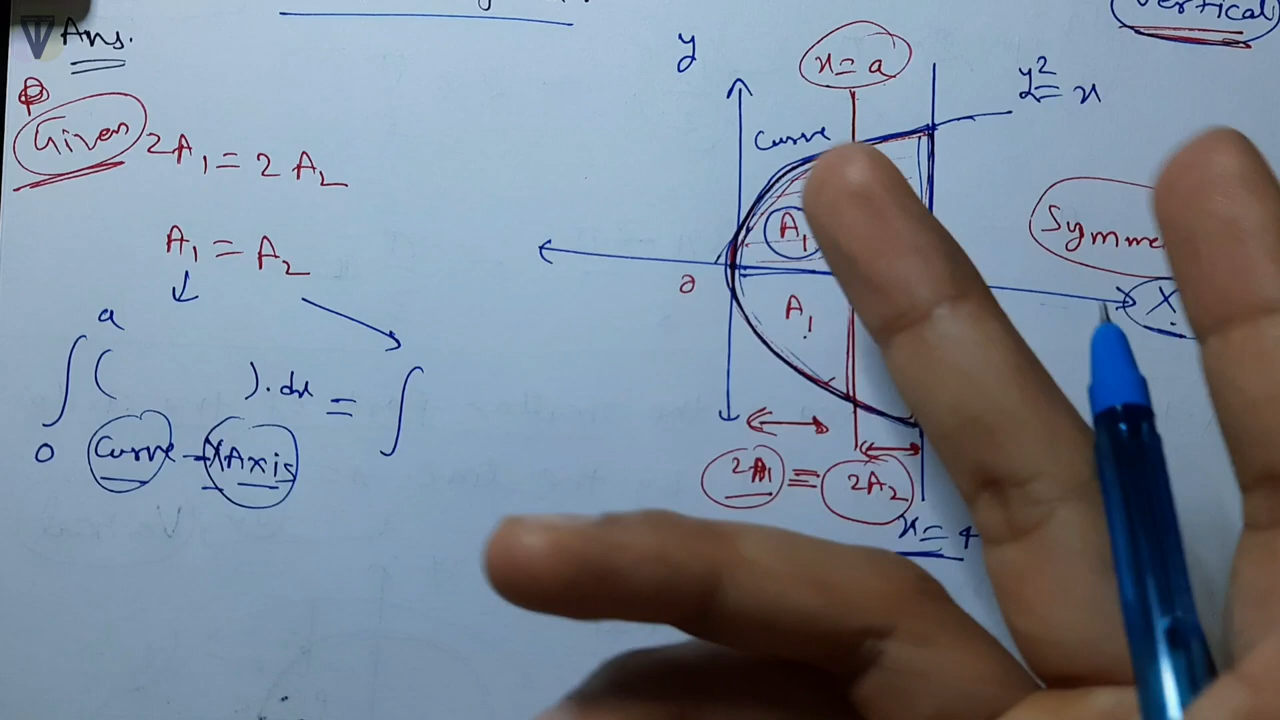 Ans.
Given 2A₁ = 2A₂
A₁ = A₂
a
∫ ( ). dx = ∫
0 Curve - X Axis
Vertical
y
x = a
y² = x
Curve
A₁
Symme
0
A₁
X
2A₁ = 2A₂
x = 4